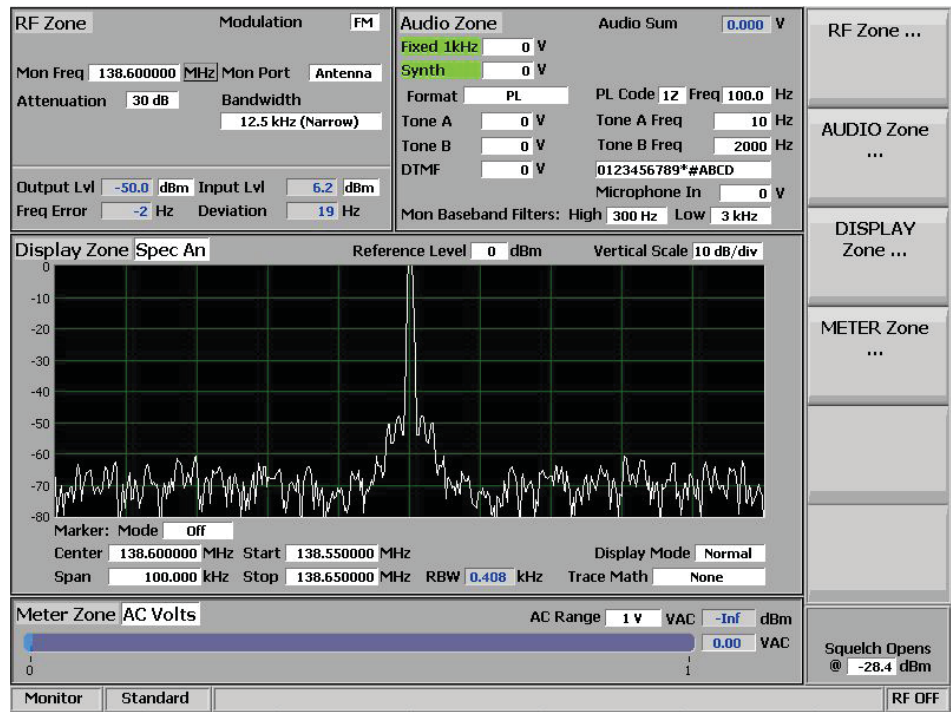 RF Zone Modulation FM
Mon Freq 138.600000 MHz Mon Port Antenna
Attenuation 30 dB Bandwidth
12.5 kHz (Narrow)
Output Lvl -50.0 dBm Input Lvl 6.2 dBm
Freq Error -2 Hz Deviation 19 Hz
Audio Zone Audio Sum 0.000 V
Fixed 1kHz 0 V
Synth 0 V
Format PL PL Code 1Z Freq 100.0 Hz
Tone A 0 V Tone A Freq 10 Hz
Tone B 0 V Tone B Freq 2000 Hz
DTMF 0 V 0123456789*#ABCD
Microphone In 0 V
Mon Baseband Filters: High 300 Hz Low 3 kHz
Display Zone Spec An Reference Level 0 dBm Vertical Scale 10 dB/div
0
-10
-20
-30
-40
-50
-60
-70
-80
Marker: Mode Off
Center 138.600000 MHz Start 138.550000 MHz Display Mode Normal
Span 100.000 kHz Stop 138.650000 MHz RBW 0.408 kHz Trace Math None
Meter Zone AC Volts AC Range 1 V VAC -Inf dBm
0.00 VAC
0 1
RF Zone ...
AUDIO Zone
...
DISPLAY
Zone ...
METER Zone
...
Squelch Opens
@ -28.4 dBm
Monitor Standard RF OFF